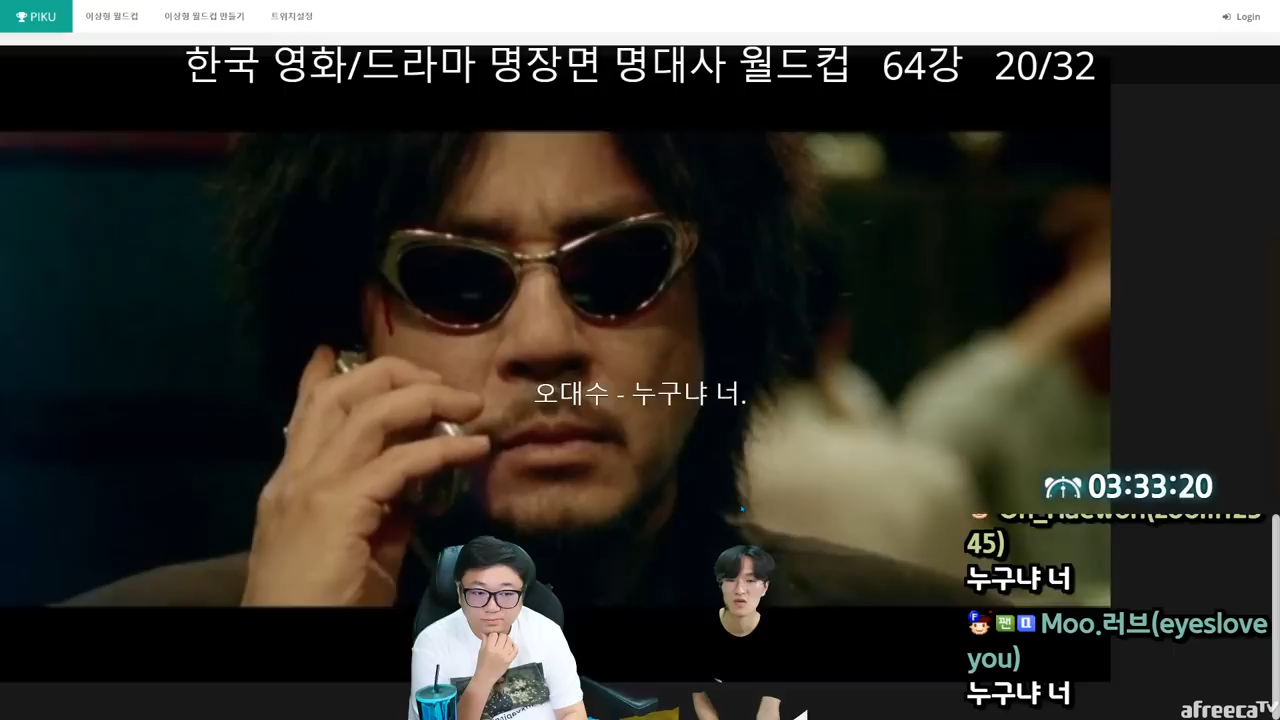 PIKU
이상형 월드컵
이상형 월드컵 만들기
트위치설정
Login
한국 영화/드라마 명장면 명대사 월드컵 64강 20/32
오대수 - 누구냐 너.
03:33:20
45)
누구냐 너
F 팬 Moo.러브(eyeslove
you)
누구냐 너
afreecaTV